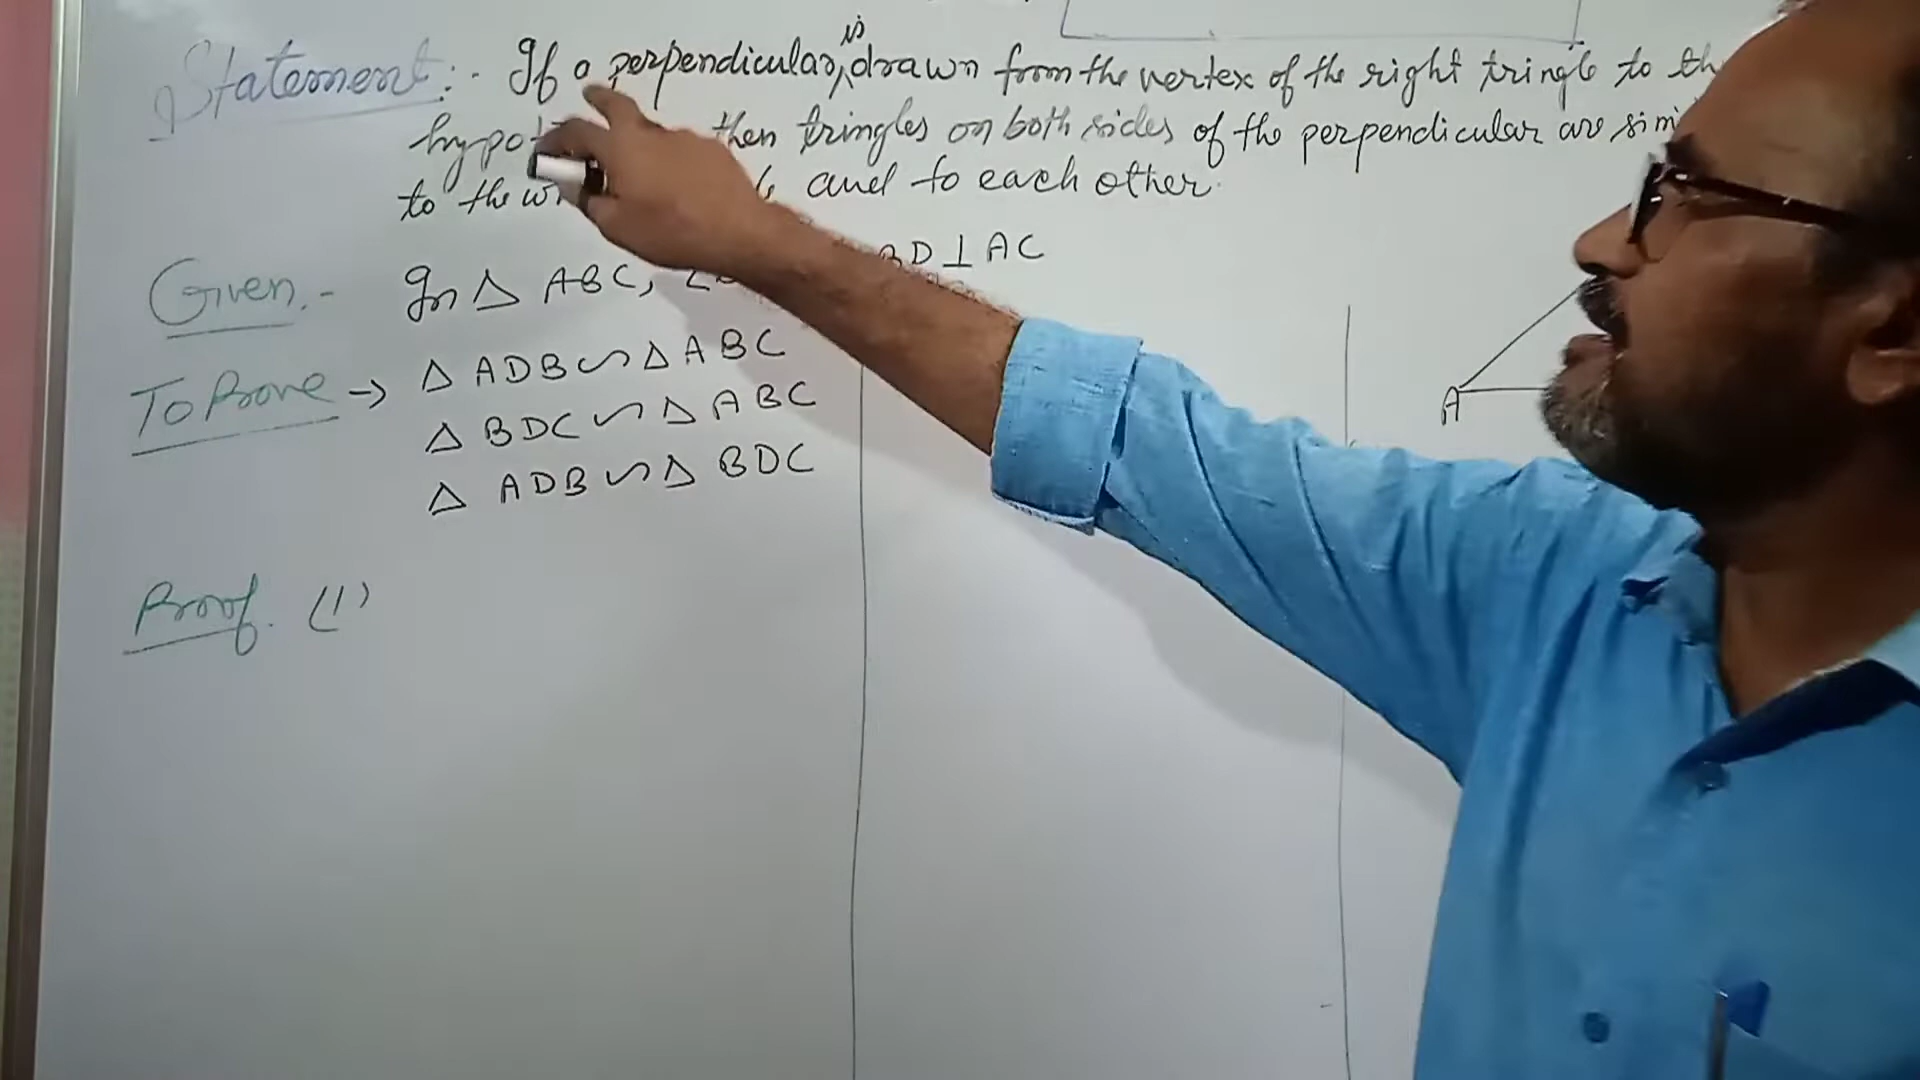 Statement:- If a perpendicular is drawn from the vertex of the right tringle to
then tringles on both sides of the perpendicular are
to the and to each other.
Given.- In △ ABC, BD⊥AC
To Prove → △ ADB ∽ △ ABC
△ BDC ∽ △ ABC
△ ADB ∽ △ BDC
A
Proof. (1)